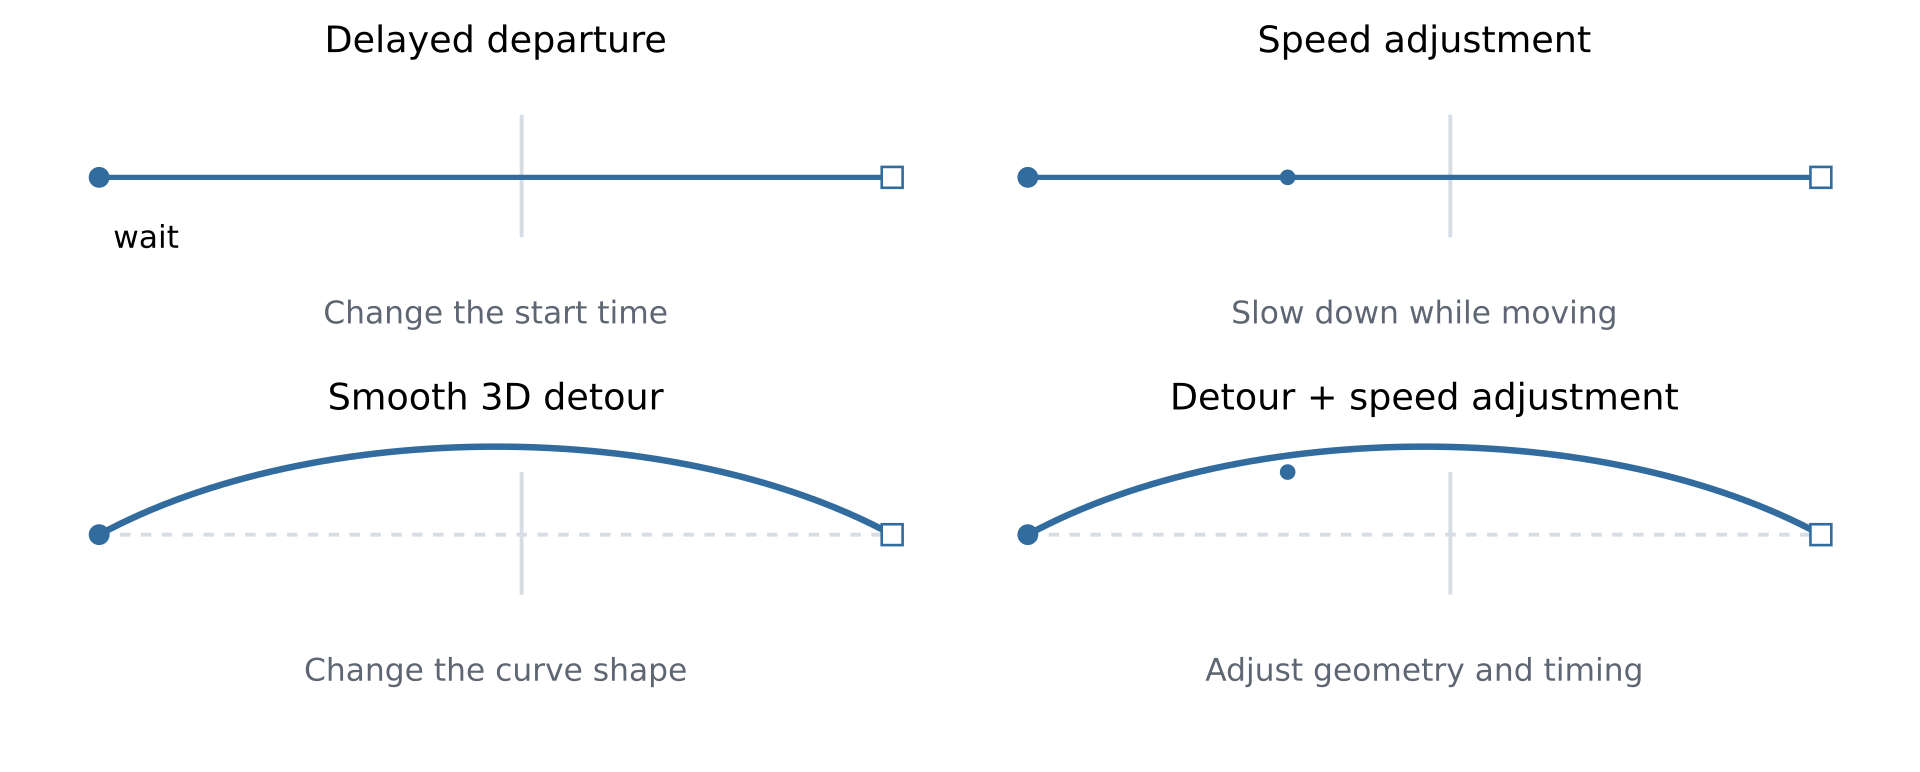 Delayed departure
Speed adjustment
wait
Change the start time
Slow down while moving
Smooth 3D detour
Detour + speed adjustment
Change the curve shape
Adjust geometry and timing